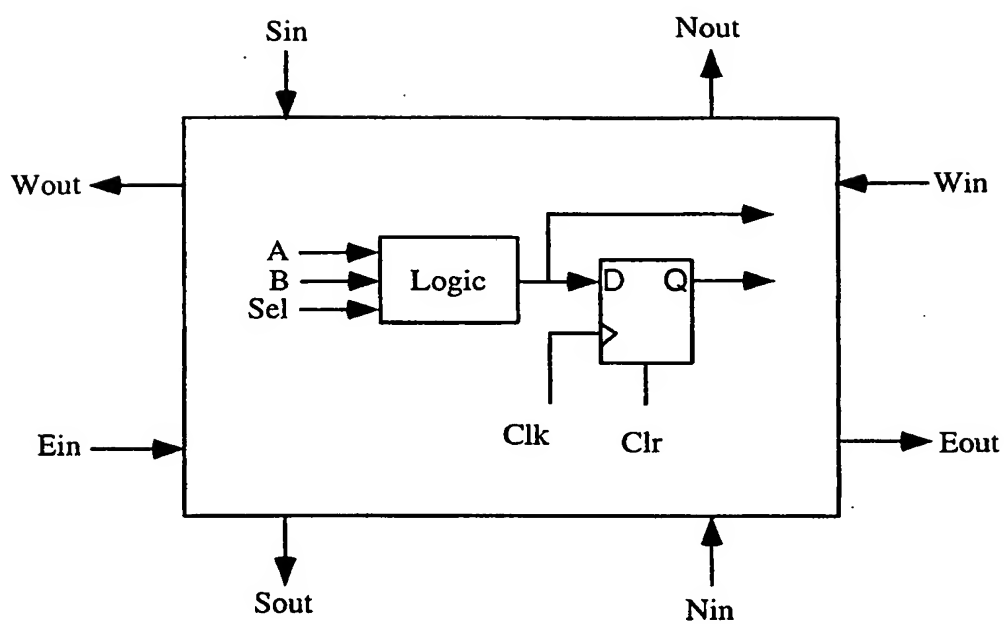 Sin
Nout
Wout
Win
A
B
Sel
Logic
D
Q
Clk
Clr
Ein
Eout
Sout
Nin